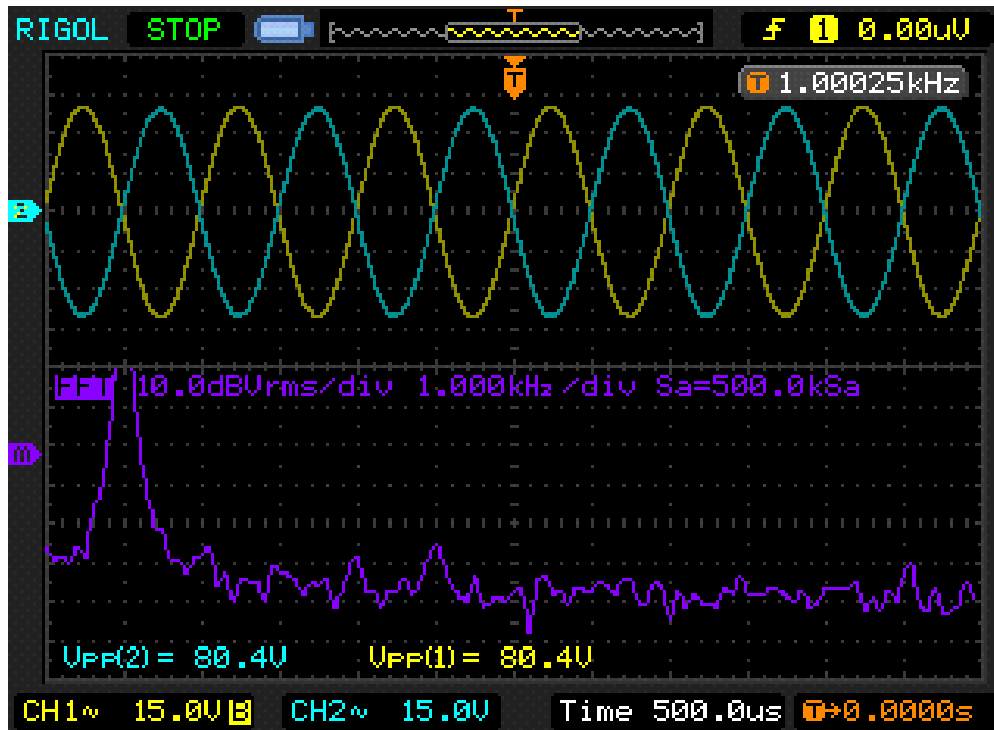 RIGOL STOP T 1 0.00uV
T
T 1.00025kHz
2
FFT 10.0dBVrms/div 1.000kHz/div Sa=500.0kSa
m
VPP(2)= 80.4V VPP(1)= 80.4V
CH1~ 15.0V B CH2~ 15.0V Time 500.0us T→0.0000s